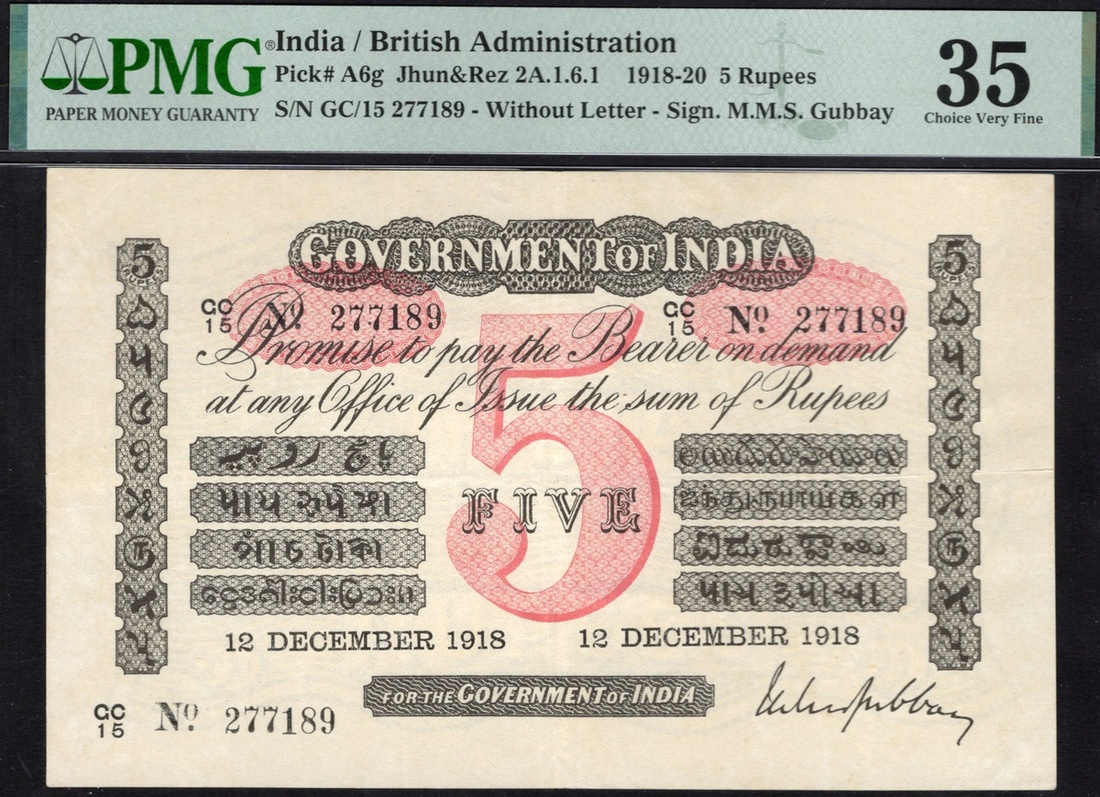 PMG ®
PAPER MONEY GUARANTY
India / British Administration
Pick# A6g Jhun&Rez 2A.1.6.1 1918-20 5 Rupees
S/N GC/15 277189 - Without Letter - Sign. M.M.S. Gubbay
35
Choice Very Fine
GOVERNMENT OF INDIA
5
5
GC
15 Nº 277189
GC
15 Nº 277189
I Promise to pay the Bearer on demand
at any Office of Issue the sum of Rupees
5
FIVE
পাঁচ টাকা
12 DECEMBER 1918
12 DECEMBER 1918
FOR THE GOVERNMENT OF INDIA
GC
15 Nº 277189